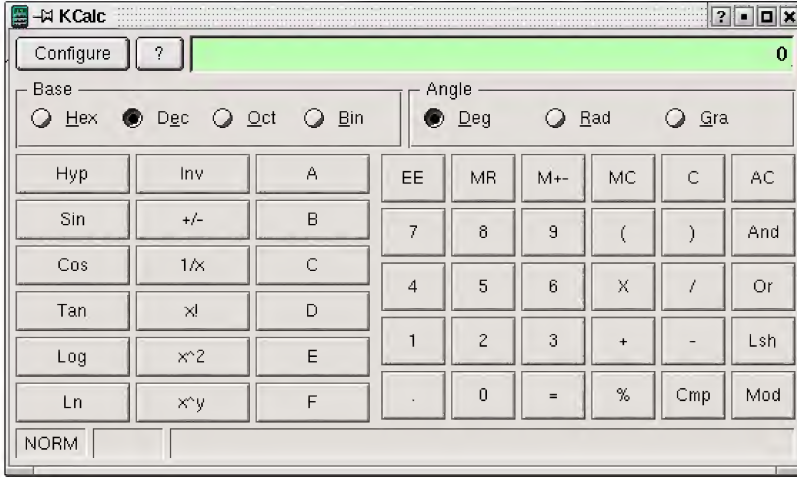 KCalc ?
Configure ? 0
Base Angle
Hex Dec Oct Bin Deg Rad Gra
Hyp Inv A EE MR M+- MC C AC
Sin +/- B 7 8 9 ( ) And
Cos 1/x C 4 5 6 X / Or
Tan x! D 1 2 3 + - Lsh
Log x^2 E . 0 = % Cmp Mod
Ln x^y F
NORM